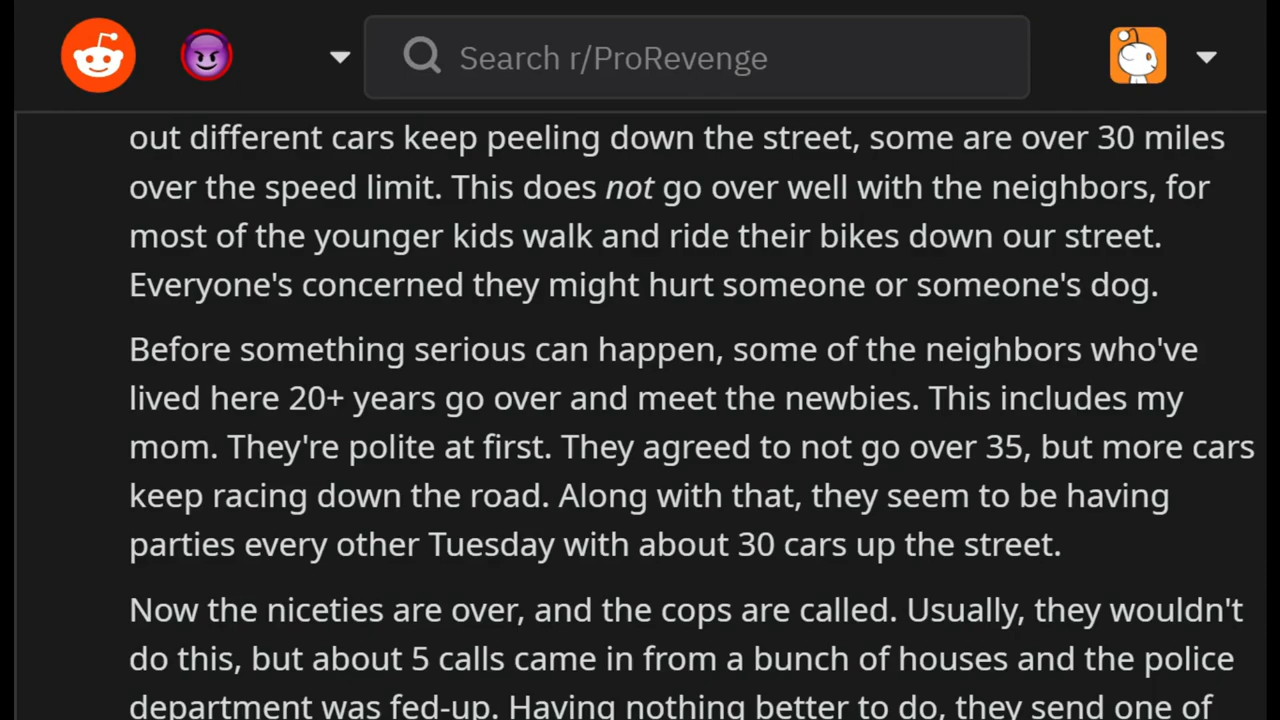 Search r/ProRevenge
out different cars keep peeling down the street, some are over 30 miles
over the speed limit. This does not go over well with the neighbors, for
most of the younger kids walk and ride their bikes down our street.
Everyone's concerned they might hurt someone or someone's dog.
Before something serious can happen, some of the neighbors who've
lived here 20+ years go over and meet the newbies. This includes my
mom. They're polite at first. They agreed to not go over 35, but more cars
keep racing down the road. Along with that, they seem to be having
parties every other Tuesday with about 30 cars up the street.
Now the niceties are over, and the cops are called. Usually, they wouldn't
do this, but about 5 calls came in from a bunch of houses and the police
department was fed-up. Having nothing better to do, they send one of